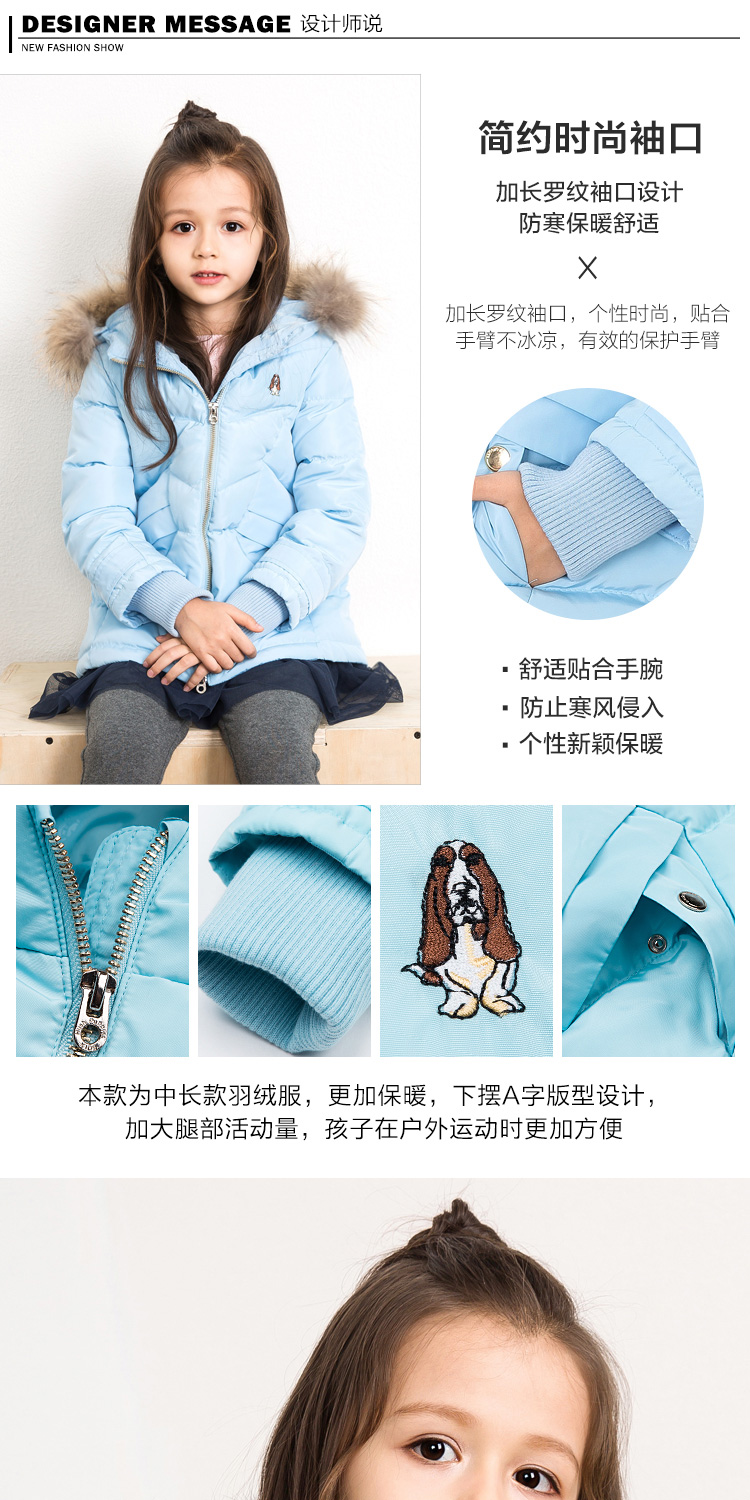 DESIGNER MESSAGE 设计师说
NEW FASHION SHOW
简约时尚袖口
加长罗纹袖口设计
防寒保暖舒适
X
加长罗纹袖口，个性时尚，贴合
手臂不冰凉，有效的保护手臂
▪ 舒适贴合手腕
▪ 防止寒风侵入
▪ 个性新颖保暖
本款为中长款羽绒服，更加保暖，下摆A字版型设计，
加大腿部活动量，孩子在户外运动时更加方便